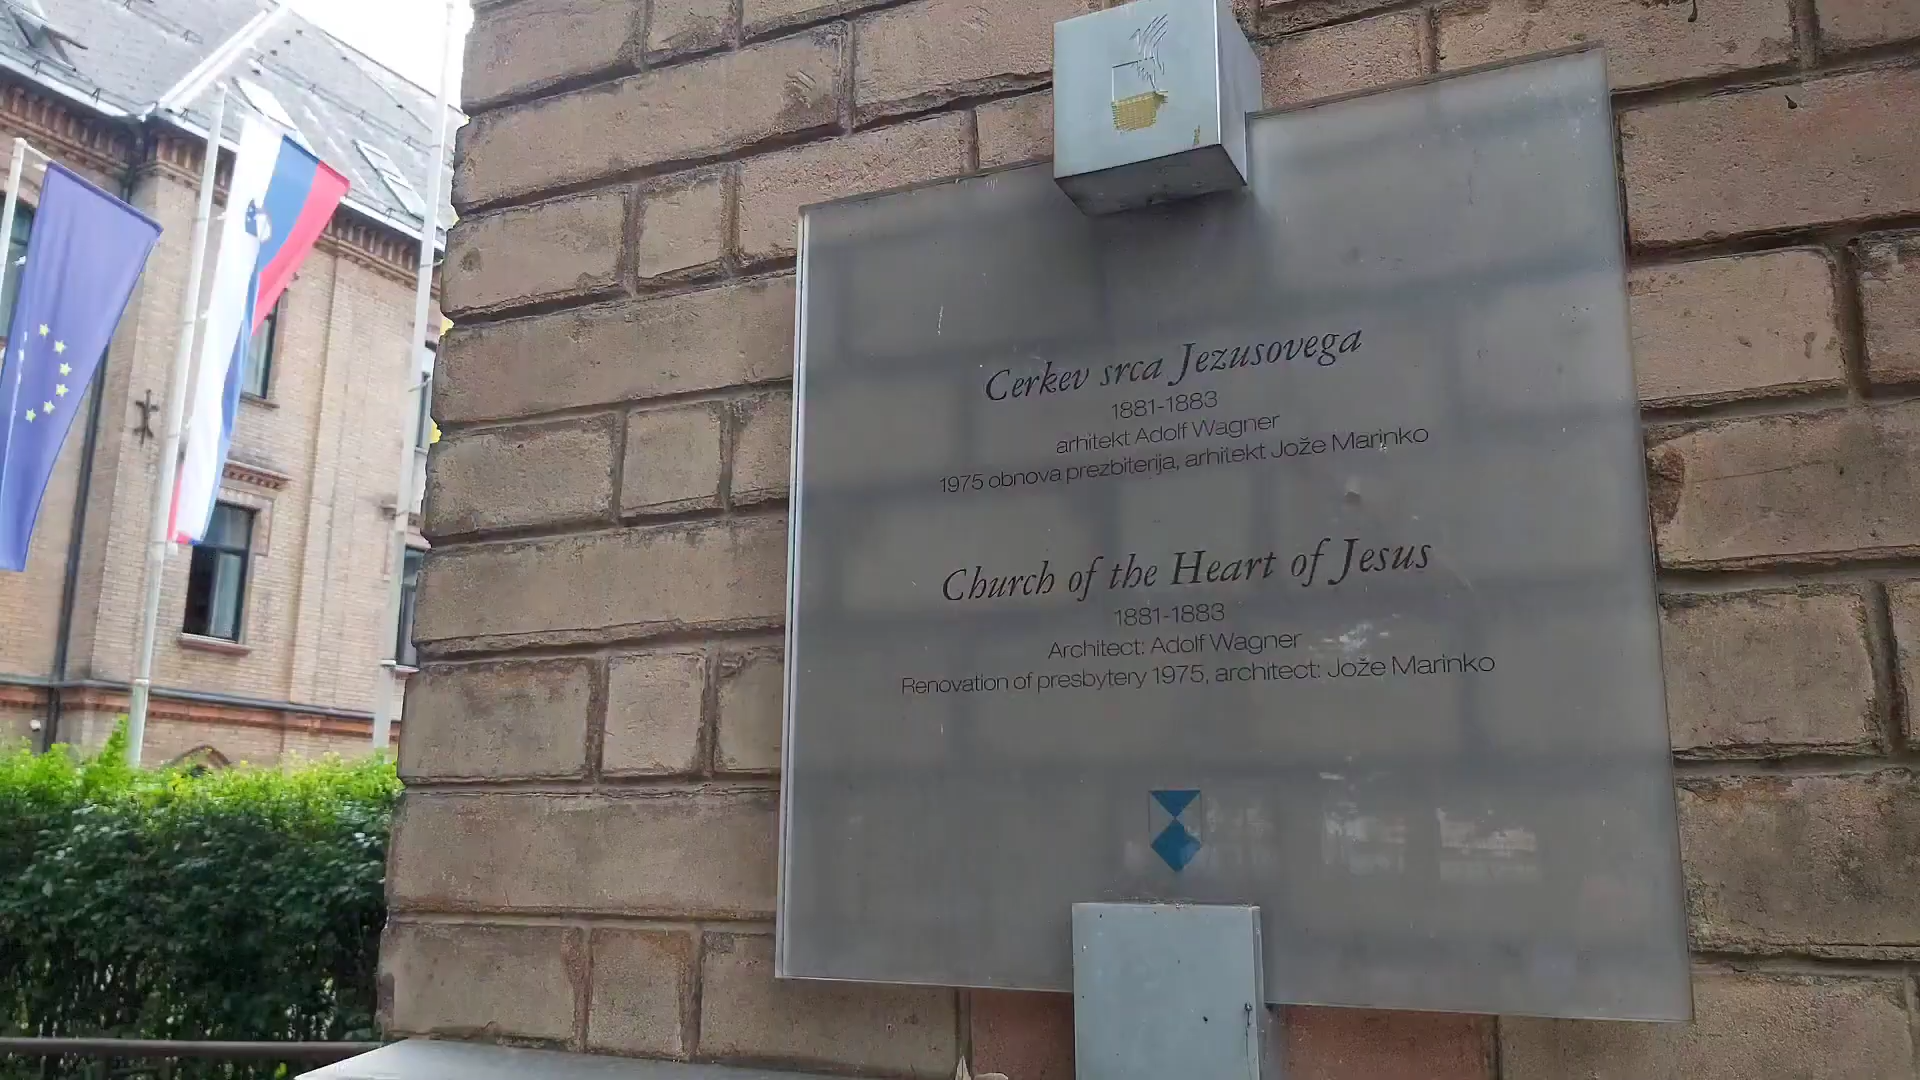 Cerkev srca Jezusovega
1881-1883
arhitekt Adolf Wagner
1975 obnova prezbiterija, arhitekt Jože Marinko
Church of the Heart of Jesus
1881-1883
Architect: Adolf Wagner
Renovation of presbytery 1975, architect: Jože Marinko